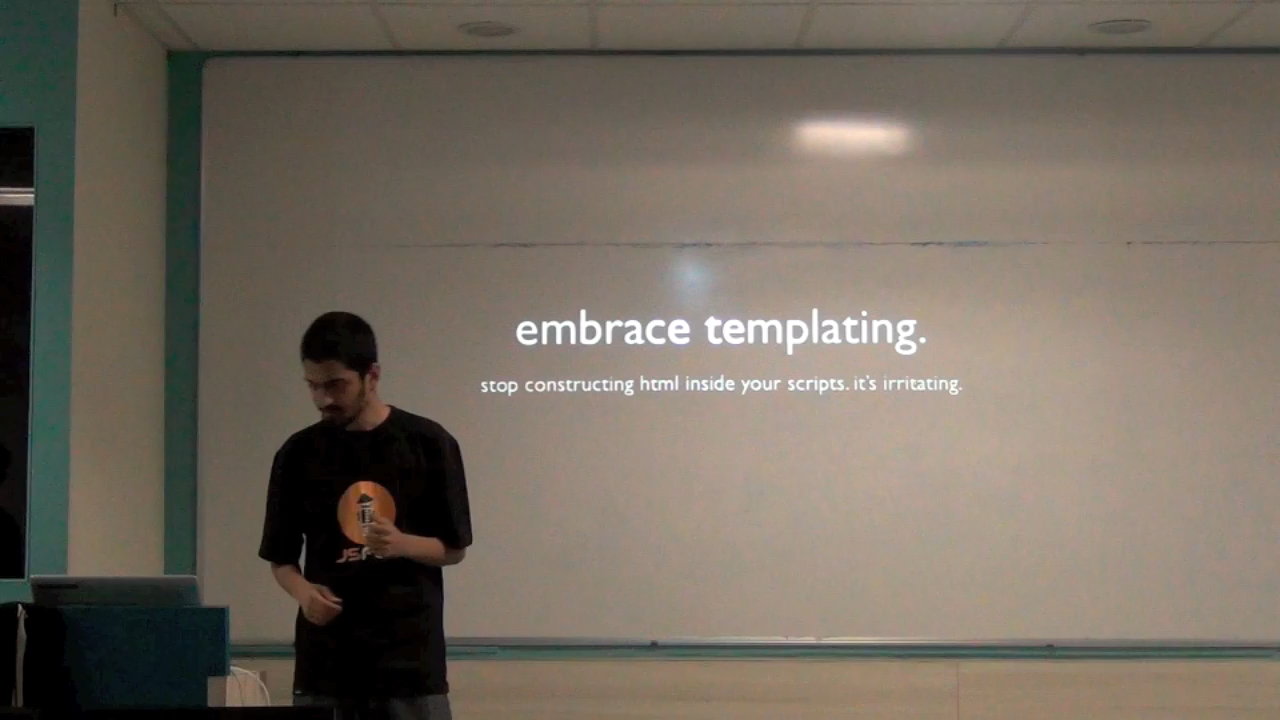 embrace templating.
stop constructing html inside your scripts. it's irritating.